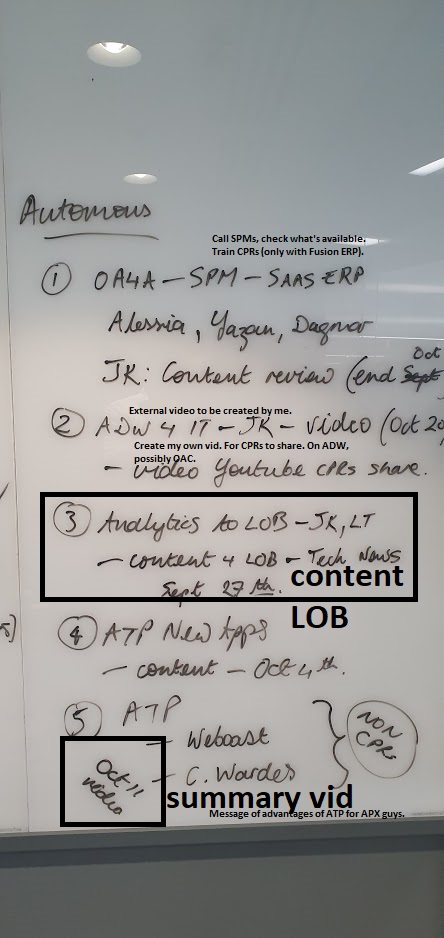 Automous
Call SPMs, check what's available.
Train CPRs (only with Fusion ERP).
① OA4A - SPM - SAAS ERP
Alessia, Yazan, Dagmar
Oct
JK: Content review (end Sept
External video to be created by me.
② ADW 4 IT - JK - video (Oct 20
Create my own vid. For CPRs to share. On ADW,
possibly OAC.
- video Youtube CPRs share.
③ Analytics to LOB - JK, LT
- content 4 LOB - Tech News
Sept 27th.
content
LOB
④ ATP New Apps
- content - Oct 4th.
⑤ ATP
- Webcast
NON
CPRs
- C. Wardes
Oct 11
video
summary vid
Message of advantages of ATP for APX guys.